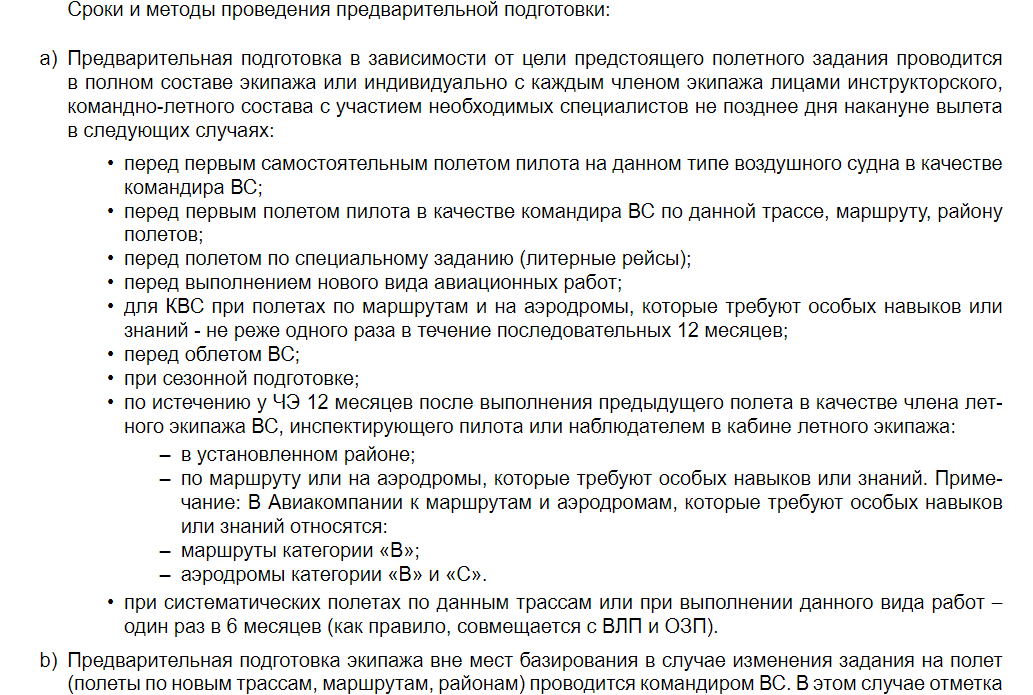 Сроки и методы проведения предварительной подготовки:
a) Предварительная подготовка в зависимости от цели предстоящего полетного задания проводится
в полном составе экипажа или индивидуально с каждым членом экипажа лицами инструкторского,
командно-летного состава с участием необходимых специалистов не позднее дня накануне вылета
в следующих случаях:
• перед первым самостоятельным полетом пилота на данном типе воздушного судна в качестве
командира ВС;
• перед первым полетом пилота в качестве командира ВС по данной трассе, маршруту, району
полетов;
• перед полетом по специальному заданию (литерные рейсы);
• перед выполнением нового вида авиационных работ;
• для КВС при полетах по маршрутам и на аэродромы, которые требуют особых навыков или
знаний - не реже одного раза в течение последовательных 12 месяцев;
• перед облетом ВС;
• при сезонной подготовке;
• по истечению у ЧЭ 12 месяцев после выполнения предыдущего полета в качестве члена лет-
ного экипажа ВС, инспектирующего пилота или наблюдателем в кабине летного экипажа:
– в установленном районе;
– по маршруту или на аэродромы, которые требуют особых навыков или знаний. Приме-
чание: В Авиакомпании к маршрутам и аэродромам, которые требуют особых навыков
или знаний относятся:
– маршруты категории «В»;
– аэродромы категории «В» и «С».
• при систематических полетах по данным трассам или при выполнении данного вида работ –
один раз в 6 месяцев (как правило, совмещается с ВЛП и ОЗП).
b) Предварительная подготовка экипажа вне мест базирования в случае изменения задания на полет
(полеты по новым трассам, маршрутам, районам) проводится командиром ВС. В этом случае отметка